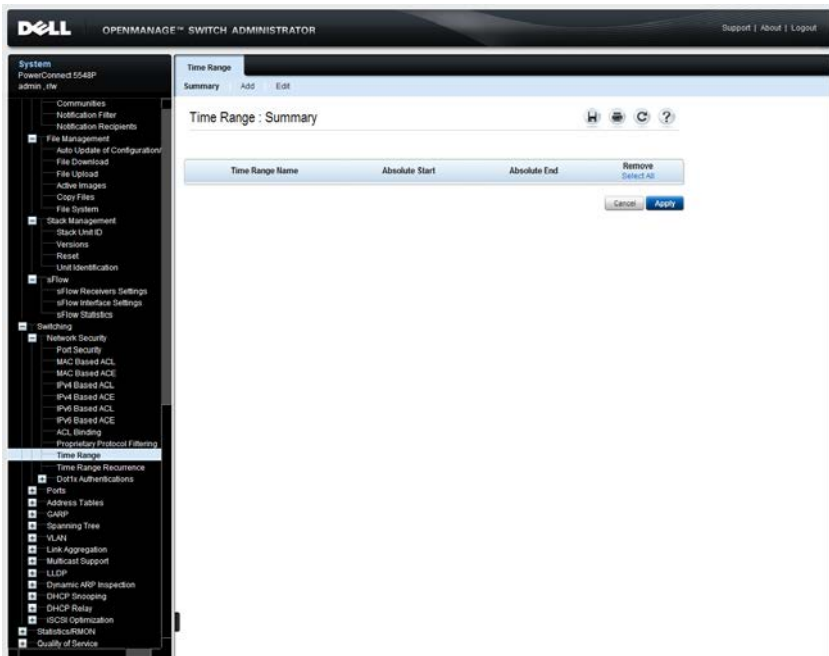 DELL OPENMANAGE™ SWITCH ADMINISTRATOR
Support | About | Logout
System
PowerConnect 5548P
admin , r/w
Communities
Notification Filter
Notification Recipients
File Management
Auto Update of Configuration/
File Download
File Upload
Active Images
Copy Files
File System
Stack Management
Stack Unit ID
Versions
Reset
Unit Identification
sFlow
sFlow Receivers Settings
sFlow Interface Settings
sFlow Statistics
Switching
Network Security
Port Security
MAC Based ACL
MAC Based ACE
IPv4 Based ACL
IPv4 Based ACE
IPv6 Based ACL
IPv6 Based ACE
ACL Binding
Proprietary Protocol Filtering
Time Range
Time Range Recurrence
Dot1x Authentications
Ports
Address Tables
GARP
Spanning Tree
VLAN
Link Aggregation
Multicast Support
LLDP
Dynamic ARP Inspection
DHCP Snooping
DHCP Relay
iSCSI Optimization
Statistics/RMON
Quality of Service
Time Range
Summary Add Edit
Time Range : Summary
?
Time Range Name Absolute Start Absolute End Remove
Select All
Cancel Apply